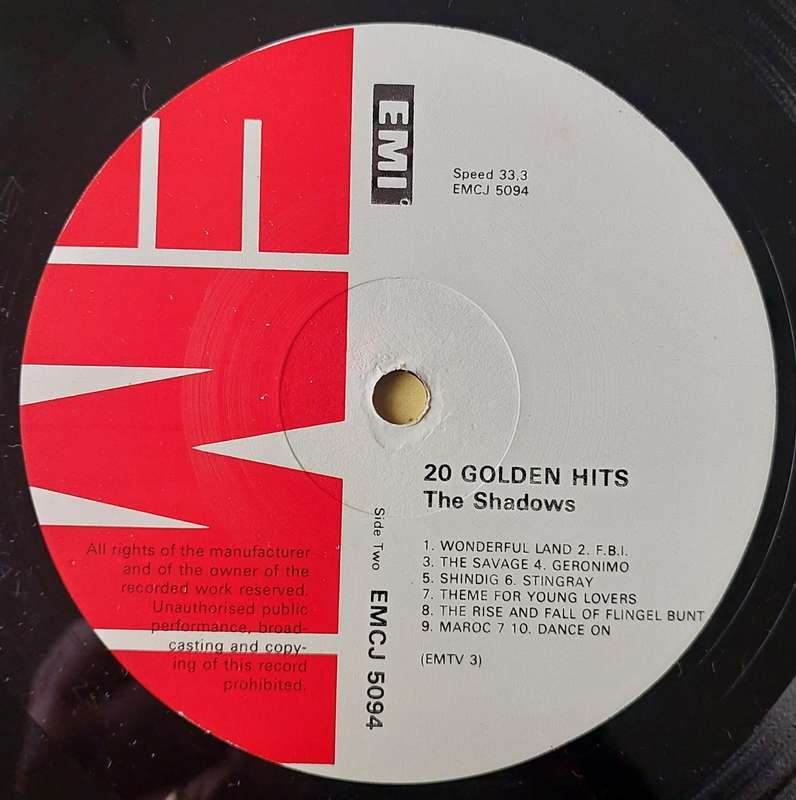 EMI
EMI
Speed 33,3
EMCJ 5094
20 GOLDEN HITS
The Shadows
1. WONDERFUL LAND 2. F.B.I.
3. THE SAVAGE 4. GERONIMO
5. SHINDIG 6. STINGRAY
7. THEME FOR YOUNG LOVERS
8. THE RISE AND FALL OF FLINGEL BUNT
9. MAROC 7 10. DANCE ON
(EMTV 3)
Side Two EMCJ 5094
All rights of the manufacturer
and of the owner of the
recorded work reserved.
Unauthorised public
performance, broad-
casting and copy-
ing of this record
prohibited.